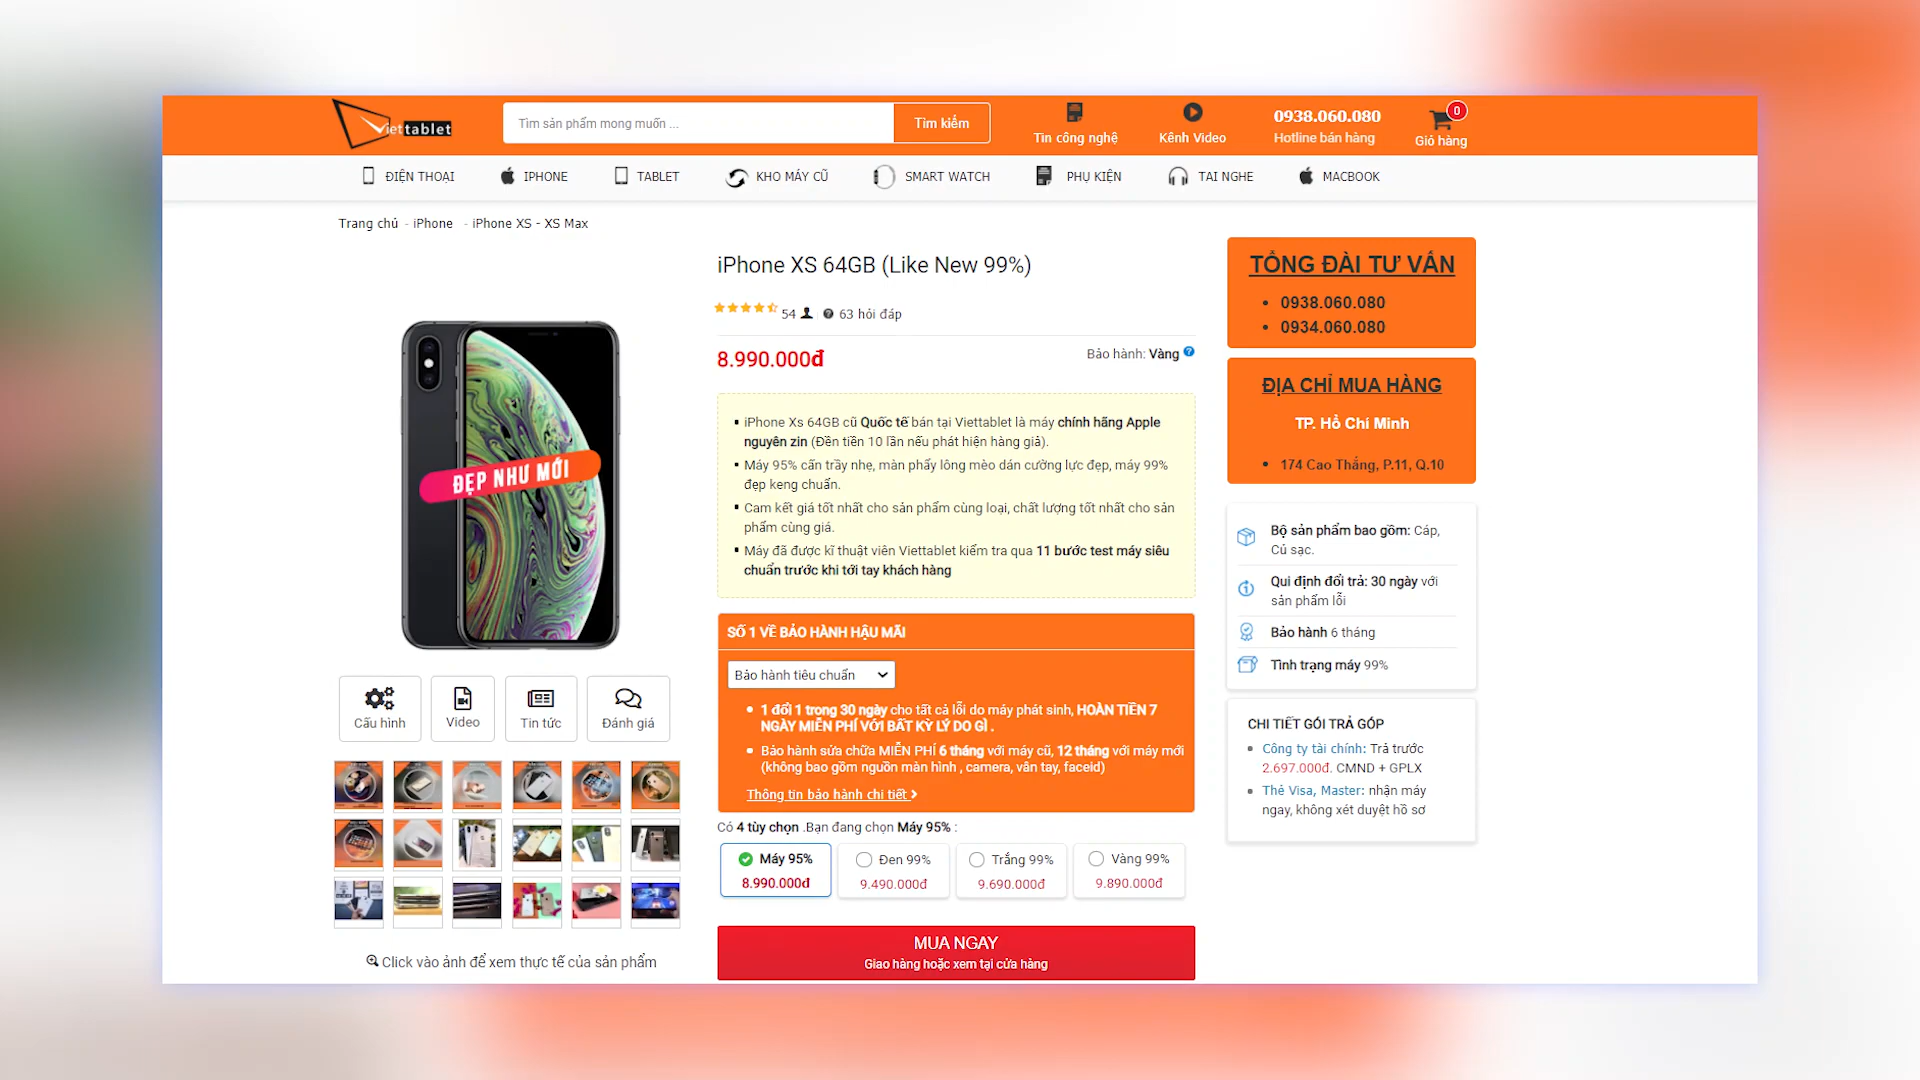 Viettablet
Tìm sản phẩm mong muốn ...
Tìm kiếm
Tin công nghệ
Kênh Video
0938.060.080
Hotline bán hàng
0
Giỏ hàng
ĐIỆN THOẠI
IPHONE
TABLET
KHO MÁY CŨ
SMART WATCH
PHỤ KIỆN
TAI NGHE
MACBOOK
Trang chủ - iPhone - iPhone XS - XS Max
iPhone XS 64GB (Like New 99%)
54 63 hỏi đáp
8.990.000đ
Bảo hành: Vàng
iPhone Xs 64GB cũ Quốc tế bán tại Viettablet là máy chính hãng Apple
nguyên zin (Đền tiền 10 lần nếu phát hiện hàng giả).
Máy 95% cấn trầy nhẹ, màn phẩy lông mèo dán cường lực đẹp, máy 99%
đẹp keng chuẩn.
Cam kết giá tốt nhất cho sản phẩm cùng loại, chất lượng tốt nhất cho sản
phẩm cùng giá.
Máy đã được kĩ thuật viên Viettablet kiểm tra qua 11 bước test máy siêu
chuẩn trước khi tới tay khách hàng
ĐẸP NHƯ MỚI
Cấu hình
Video
Tin tức
Đánh giá
Click vào ảnh để xem thực tế của sản phẩm
SỐ 1 VỀ BẢO HÀNH HẬU MÃI
Bảo hành tiêu chuẩn
1 đổi 1 trong 30 ngày cho tất cả lỗi do máy phát sinh, HOÀN TIỀN 7
NGÀY MIỄN PHÍ VỚI BẤT KỲ LÝ DO GÌ .
Bảo hành sửa chữa MIỄN PHÍ 6 tháng với máy cũ, 12 tháng với máy mới
(không bao gồm nguồn màn hình , camera, vân tay, faceid)
Thông tin bảo hành chi tiết
Có 4 tùy chọn .Bạn đang chọn Máy 95% :
Máy 95%
8.990.000đ
Đen 99%
9.490.000đ
Trắng 99%
9.690.000đ
Vàng 99%
9.890.000đ
MUA NGAY
Giao hàng hoặc xem tại cửa hàng
TỔNG ĐÀI TƯ VẤN
0938.060.080
0934.060.080
ĐỊA CHỈ MUA HÀNG
TP. Hồ Chí Minh
174 Cao Thắng, P.11, Q.10
Bộ sản phẩm bao gồm: Cáp,
Củ sạc.
Qui định đổi trả: 30 ngày với
sản phẩm lỗi
Bảo hành 6 tháng
Tình trạng máy 99%
CHI TIẾT GÓI TRẢ GÓP
Công ty tài chính: Trả trước
2.697.000đ. CMND + GPLX
Thẻ Visa, Master: nhận máy
ngay, không xét duyệt hồ sơ